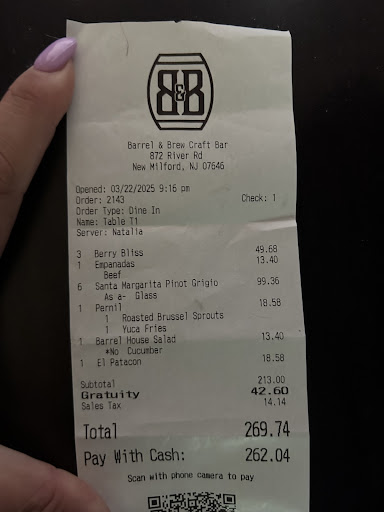 B&B
Barrel & Brew Craft Bar
872 River Rd
New Milford, NJ 07646
Opened: 03/22/2025 9:16 pm
Order: 2143 Check: 1
Order Type: Dine In
Name: Table T1
Server: Natalia
3 Berry Bliss 49.68
1 Empanadas 13.40
Beef
6 Santa Margarita Pinot Grigio 99.36
As a- Glass
1 Pernil 18.58
1 Roasted Brussel Sprouts
1 Yuca Fries
1 Barrel House Salad 13.40
*No Cucumber
1 El Patacon 18.58
Subtotal 213.00
Gratuity 42.60
Sales Tax 14.14
Total 269.74
Pay With Cash: 262.04
Scan with phone camera to pay